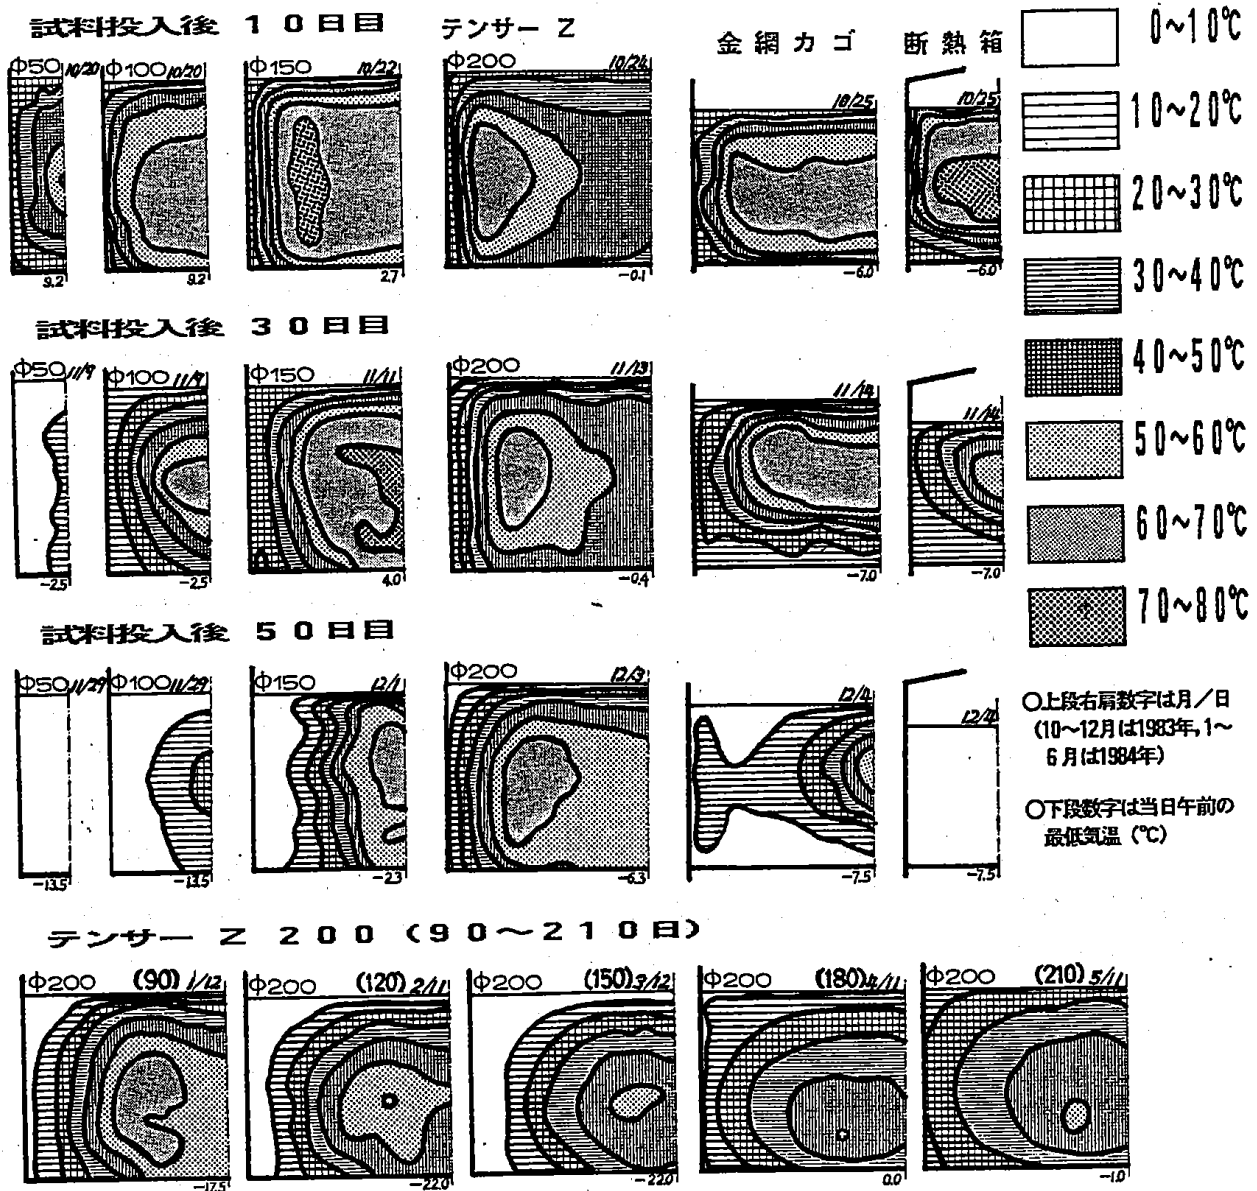 試料投入後 10日目
テンサー Z
金網カゴ
断熱箱
Φ50 10/20
Φ100 10/20
Φ150 10/22
Φ200 10/24
10/25
10/25
9.2
9.2
2.7
-0.1
-6.0
-6.0
試料投入後 30日目
Φ50 11/9
Φ100 11/9
Φ150 11/11
Φ200 11/13
11/14
11/14
-2.5
-2.5
4.0
-0.4
-7.0
-7.0
試料投入後 50日目
Φ50 11/29
Φ100 11/29
Φ150 12/1
Φ200 12/3
12/4
12/4
-13.5
-13.5
-2.3
-6.3
-7.5
-7.5
0~10℃
10~20℃
20~30℃
30~40℃
40~50℃
50~60℃
60~70℃
70~80℃
○上段右肩数字は月/日
(10~12月は1983年,1~
6月は1984年)
○下段数字は当日午前の
最低気温 (℃)
テンサー Z 200 (90~210日)
Φ200 (90) 1/12
Φ200 (120) 2/11
Φ200 (150) 3/12
Φ200 (180) 4/11
Φ200 (210) 5/11
-17.5
-22.0
-22.0
0.0
-1.0